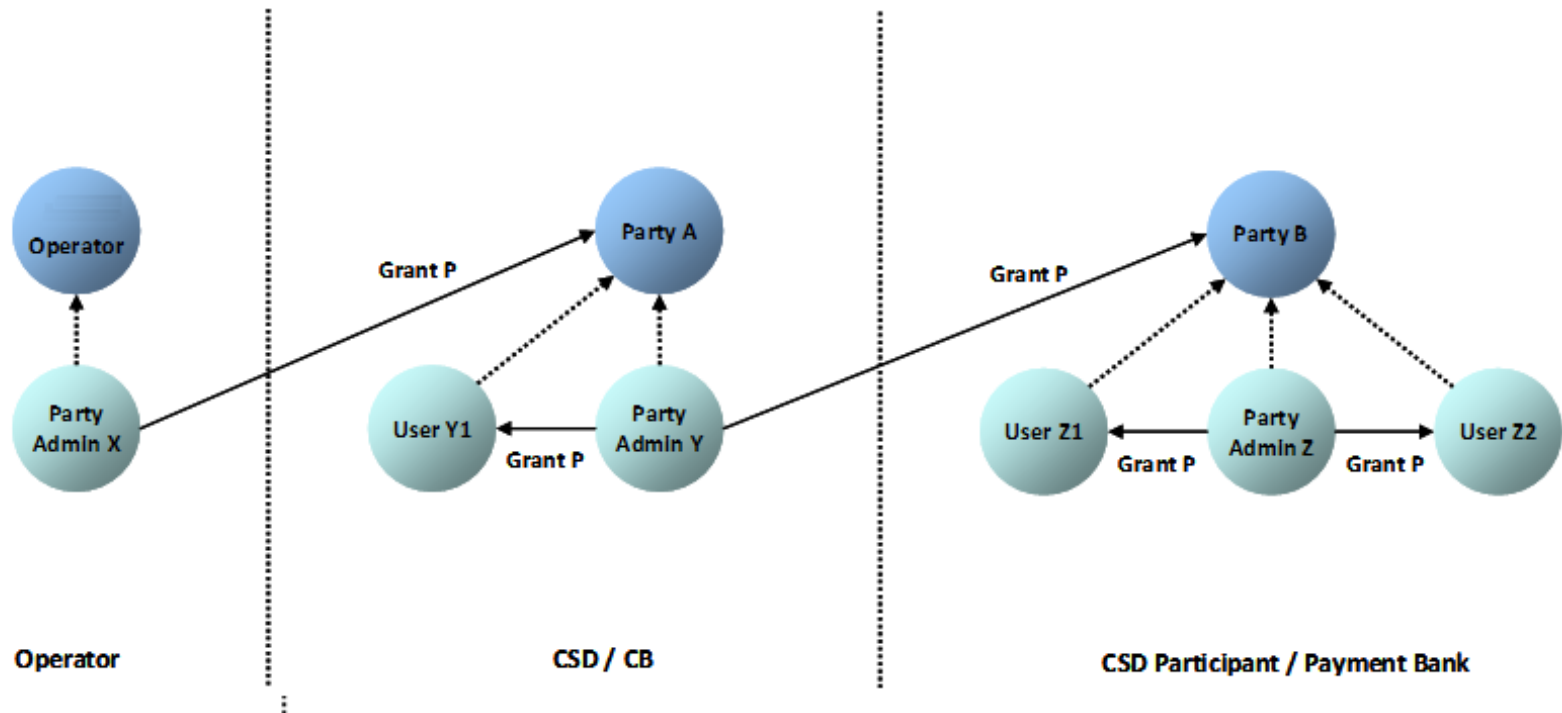 Operator
Party A
Party B
Grant P
Grant P
Party
Admin X
User Y1
Party
Admin Y
User Z1
Party
Admin Z
User Z2
Grant P
Grant P
Grant P
Operator
CSD / CB
CSD Participant / Payment Bank